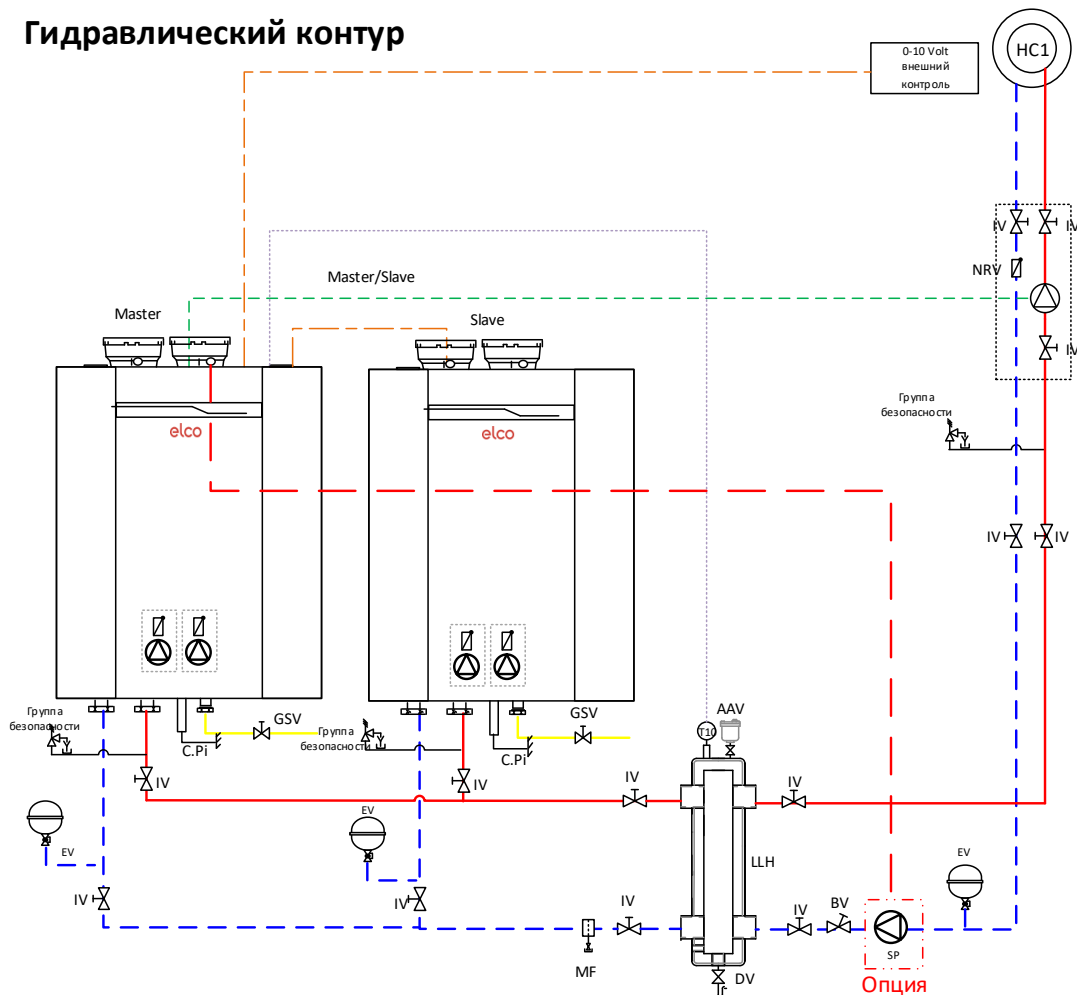 Гидравлический контур
0-10 Volt
внешний
контроль
HC1
IV
IV
NRV
Master/Slave
Master
Slave
IV
Группа
безопасности
elco
elco
IV
IV
Группа
безопасности
GSV
C.Pi
Группа
безопасности
GSV
C.Pi
T10
AAV
IV
IV
IV
IV
EV
EV
EV
EV
LLH
IV
IV
IV
IV
BV
MF
DV
SP
Опция